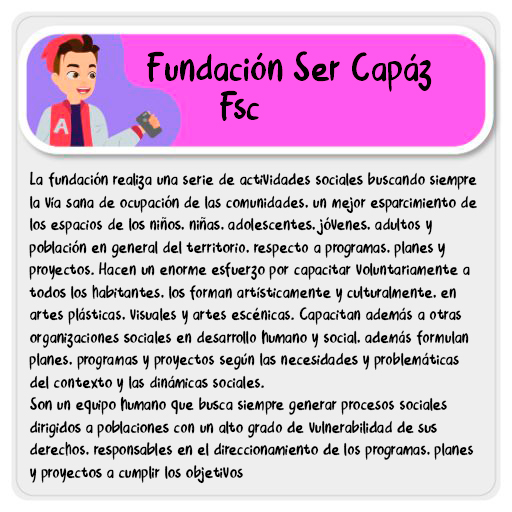 Fundación Ser Capáz
Fsc
A
La fundación realiza una serie de actividades sociales buscando siempre
la vía sana de ocupación de las comunidades. un mejor esparcimiento de
los espacios de los niños. niñas. adolescentes. jóvenes. adultos y
población en general del territorio. respecto a programas. planes y
proyectos. Hacen un enorme esfuerzo por capacitar voluntariamente a
todos los habitantes. los forman artísticamente y culturalmente. en
artes plásticas. visuales y artes escénicas. Capacitan además a otras
organizaciones sociales en desarrollo humano y social. además formulan
planes. programas y proyectos según las necesidades y problemáticas
del contexto y las dinámicas sociales.
Son un equipo humano que busca siempre generar procesos sociales
dirigidos a poblaciones con un alto grado de vulnerabilidad de sus
derechos. responsables en el direccionamiento de los programas. planes
y proyectos a cumplir los objetivos